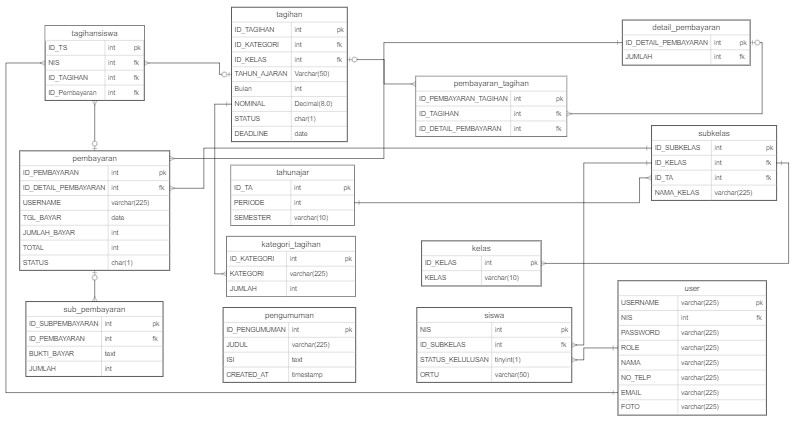 tagihansiswa
ID_TS int pk
NIS int fk
ID_TAGIHAN int fk
ID_Pembayaran int fk
tagihan
ID_TAGIHAN int pk
ID_KATEGORI int fk
ID_KELAS int fk
TAHUN_AJARAN Varchar(50)
Bulan int
NOMINAL Decimal(8,0)
STATUS char(1)
DEADLINE date
detail_pembayaran
ID_DETAIL_PEMBAYARAN int pk
JUMLAH int fk
pembayaran_tagihan
ID_PEMBAYARAN_TAGIHAN int pk
ID_TAGIHAN int fk
ID_DETAIL_PEMBAYARAN int fk
subkelas
ID_SUBKELAS int pk
ID_KELAS int fk
ID_TA int fk
NAMA_KELAS varchar(225)
pembayaran
ID_PEMBAYARAN int pk
ID_DETAIL_PEMBAYARAN int fk
USERNAME varchar(225)
TGL_BAYAR date
JUMLAH_BAYAR int
TOTAL int
STATUS char(1)
tahunajar
ID_TA int pk
PERIODE int
SEMESTER varchar(10)
kategori_tagihan
ID_KATEGORI int pk
KATEGORI varchar(225)
JUMLAH int
kelas
ID_KELAS int pk
KELAS varchar(10)
sub_pembayaran
ID_SUBPEMBAYARAN int pk
ID_PEMBAYARAN int fk
BUKTI_BAYAR text
JUMLAH int
pengumuman
ID_PENGUMUMAN int pk
JUDUL varchar(225)
ISI text
CREATED_AT timestamp
siswa
NIS int pk
ID_SUBKELAS int fk
STATUS_KELULUSAN tinyint(1)
ORTU varchar(50)
user
USERNAME varchar(225) pk
NIS int fk
PASSWORD varchar(225)
ROLE varchar(225)
NAMA varchar(225)
NO_TELP varchar(225)
EMAIL varchar(225)
FOTO varchar(225)